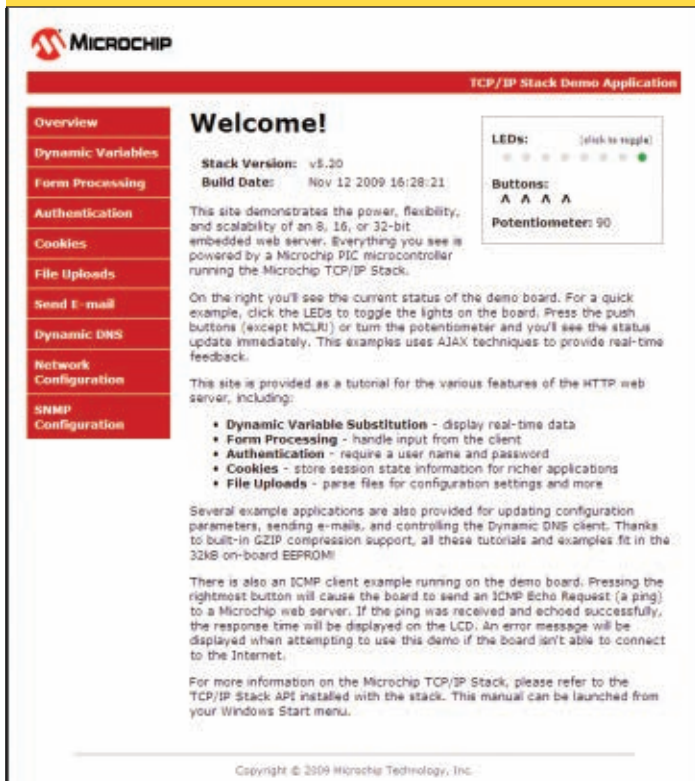 MICROCHIP
TCP/IP Stack Demo Application
Overview
Dynamic Variables
Form Processing
Authentication
Cookies
File Uploads
Send E-mail
Dynamic DNS
Network
Configuration
SNMP
Configuration
Welcome!
Stack Version: v5.20
Build Date: Nov 12 2009 16:28:21
LEDs: (click to toggle)
Buttons:
Λ Λ Λ Λ
Potentiometer: 90
This site demonstrates the power, flexibility,
and scalability of an 8, 16, or 32-bit
embedded web server. Everything you see is
powered by a Microchip PIC microcontroller
running the Microchip TCP/IP Stack.
On the right you'll see the current status of the demo board. For a quick
example, click the LEDs to toggle the lights on the board. Press the push
buttons (except MCLR!) or turn the potentiometer and you'll see the status
update immediately. This examples uses AJAX techniques to provide real-time
feedback.
This site is provided as a tutorial for the various features of the HTTP web
server, including:
• Dynamic Variable Substitution - display real-time data
• Form Processing - handle input from the client
• Authentication - require a user name and password
• Cookies - store session state information for richer applications
• File Uploads - parse files for configuration settings and more
Several example applications are also provided for updating configuration
parameters, sending e-mails, and controlling the Dynamic DNS client. Thanks
to built-in GZIP compression support, all these tutorials and examples fit in the
32kB on-board EEPROM!
There is also an ICMP client example running on the demo board. Pressing the
rightmost button will cause the board to send an ICMP Echo Request (a ping)
to a Microchip web server. If the ping was received and echoed successfully,
the response time will be displayed on the LCD. An error message will be
displayed when attempting to use this demo if the board isn't able to connect
to the Internet.
For more information on the Microchip TCP/IP Stack, please refer to the
TCP/IP Stack API installed with the stack. This manual can be launched from
your Windows Start menu.
Copyright © 2009 Microchip Technology, Inc.